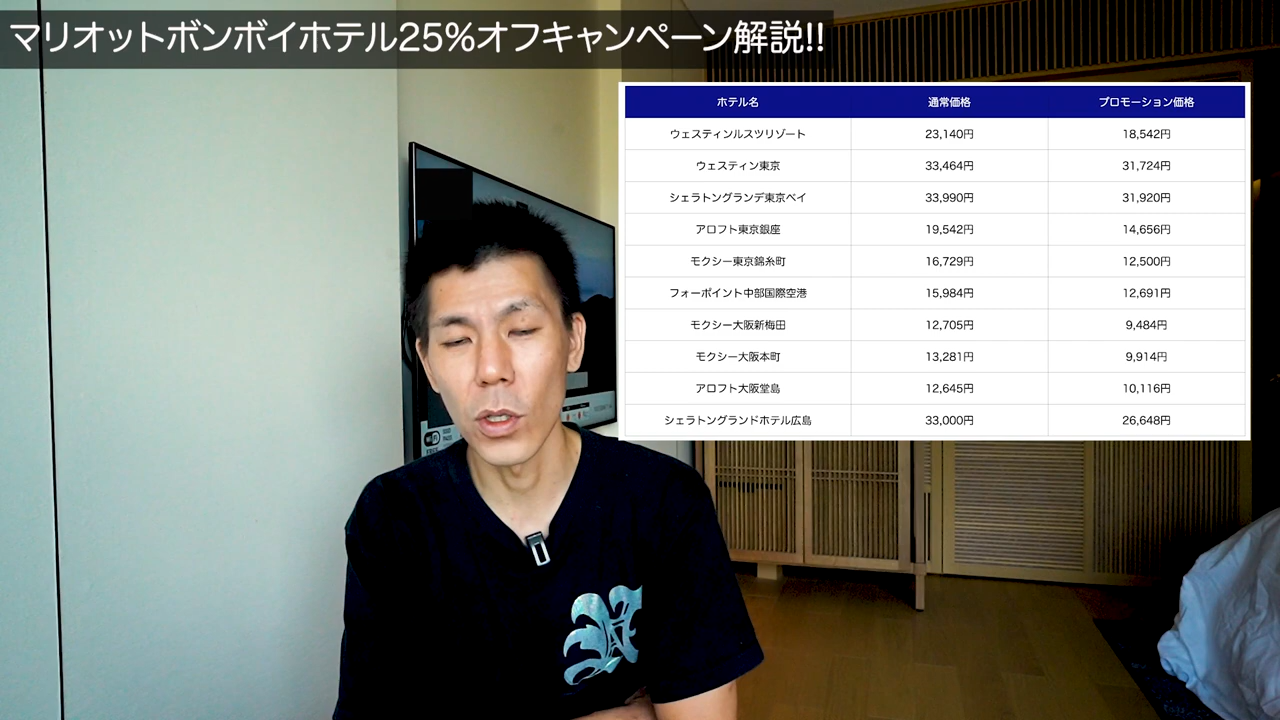 マリオットボンボイホテル25%オフキャンペーン解説!!
ホテル名 通常価格 プロモーション価格
ウェスティンルスツリゾート 23,140円 18,542円
ウェスティン東京 33,464円 31,724円
シェラトングランデ東京ベイ 33,990円 31,920円
アロフト東京銀座 19,542円 14,656円
モクシー東京錦糸町 16,729円 12,500円
フォーポイント中部国際空港 15,984円 12,691円
モクシー大阪新梅田 12,705円 9,484円
モクシー大阪本町 13,281円 9,914円
アロフト大阪堂島 12,645円 10,116円
シェラトングランドホテル広島 33,000円 26,648円